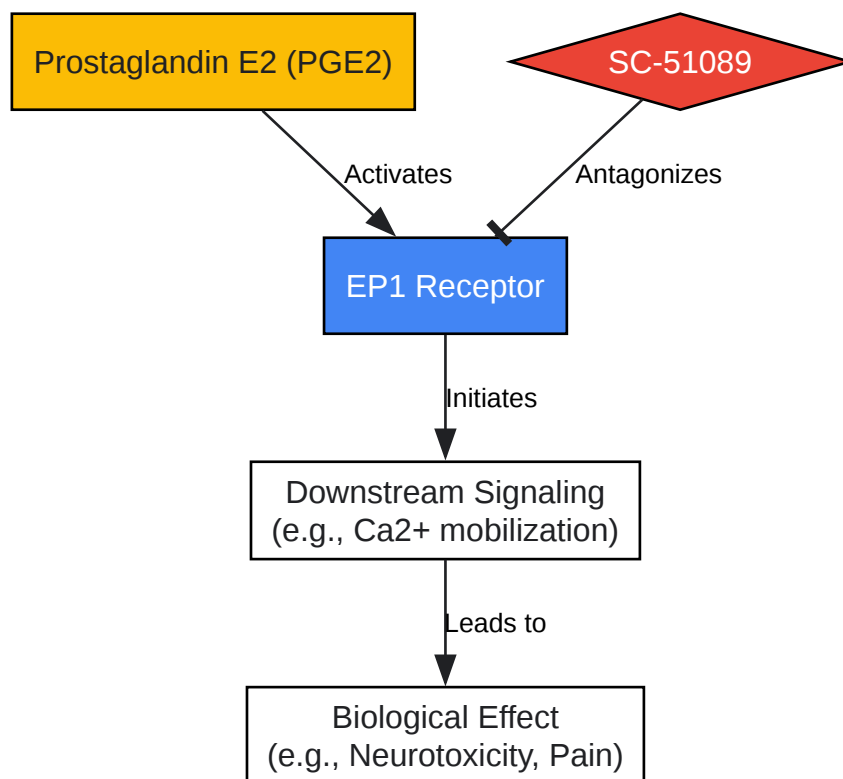 Prostaglandin E2 (PGE2)
SC-51089
Activates
Antagonizes
EP1 Receptor
Initiates
Downstream Signaling
(e.g., Ca2+ mobilization)
Leads to
Biological Effect
(e.g., Neurotoxicity, Pain)